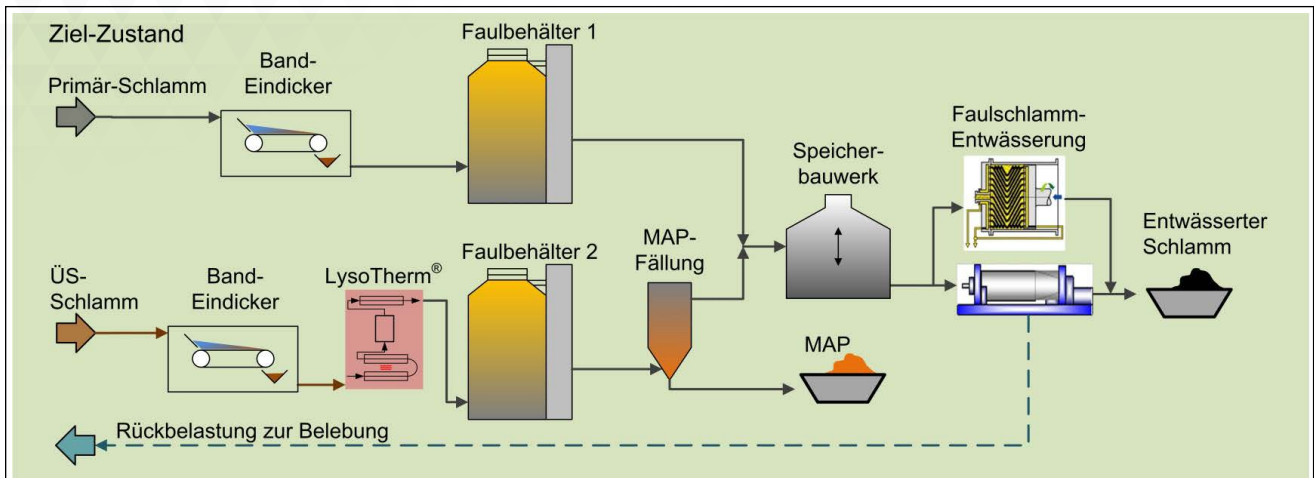 Ziel-Zustand
Primär-Schlamm
Band-
Eindicker
Faulbehälter 1
Speicher-
bauwerk
Faulschlamm-
Entwässerung
Entwässerter
Schlamm
ÜS-
Schlamm
Band-
Eindicker
LysoTherm®
Faulbehälter 2
MAP-
Fällung
MAP
Rückbelastung zur Belebung